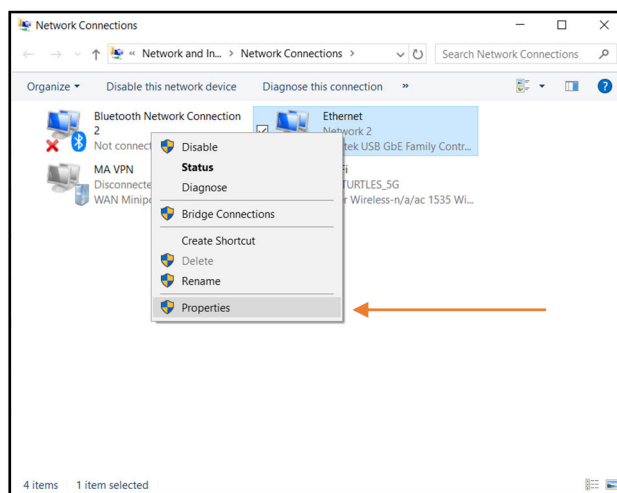 Network Connections
« Network and In... > Network Connections >
Search Network Connections
Organize
Disable this network device
Diagnose this connection
»
Bluetooth Network Connection
2
Not connect
Ethernet
Network 2
tek USB GbE Family Contr...
MA VPN
Disconnecte
WAN Minipo
TURTLES_5G
r Wireless-n/a/ac 1535 Wi...
Disable
Status
Diagnose
Bridge Connections
Create Shortcut
Delete
Rename
Properties
4 items
1 item selected